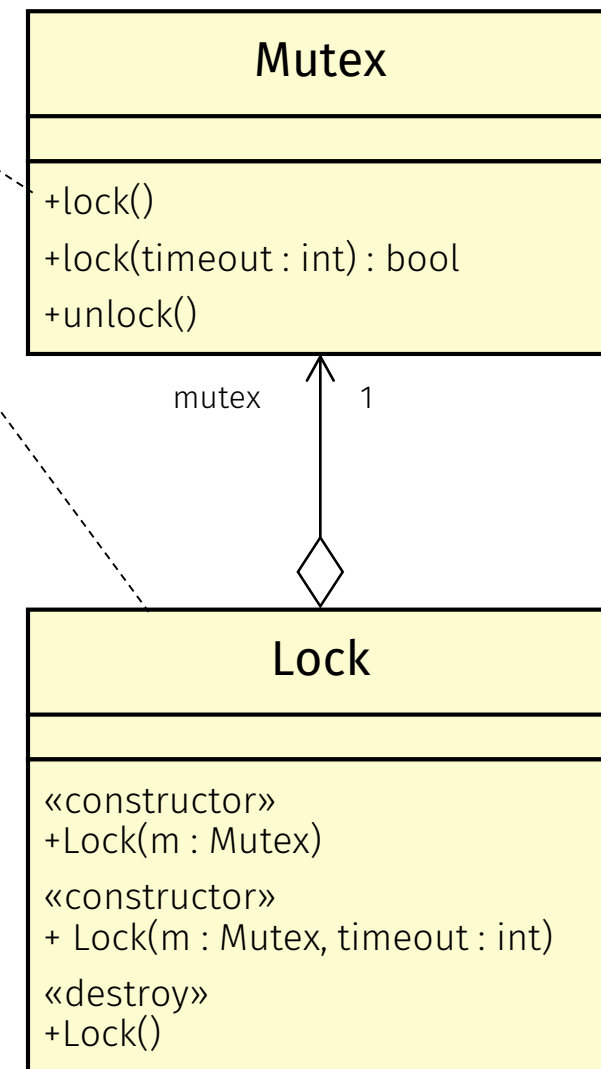 Mutex
+lock()
+lock(timeout : int) : bool
+unlock()
mutex 1
Lock
«constructor»
+Lock(m : Mutex)
«constructor»
+ Lock(m : Mutex, timeout : int)
«destroy»
+Lock()